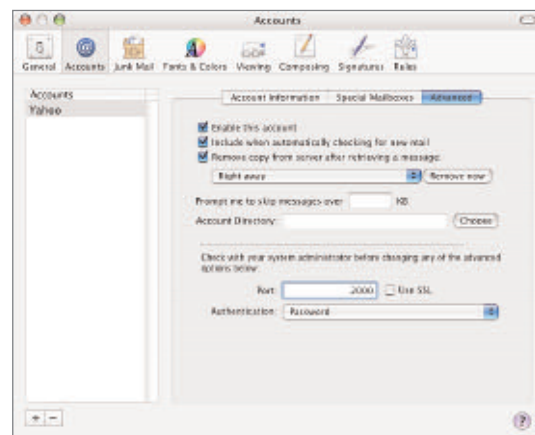 Accounts
General Accounts Junk Mail Fonts & Colors Viewing Composing Signatures Rules
Accounts
Yahoo
Account Information Special Mailboxes Advanced
Enable this account
Include when automatically checking for new mail
Remove copy from server after retrieving a message:
Right away Remove now
Prompt me to skip messages over KB
Account Directory: Choose
Check with your system administrator before changing any of the advanced
options below:
Port: 2000 Use SSL
Authentication: Password